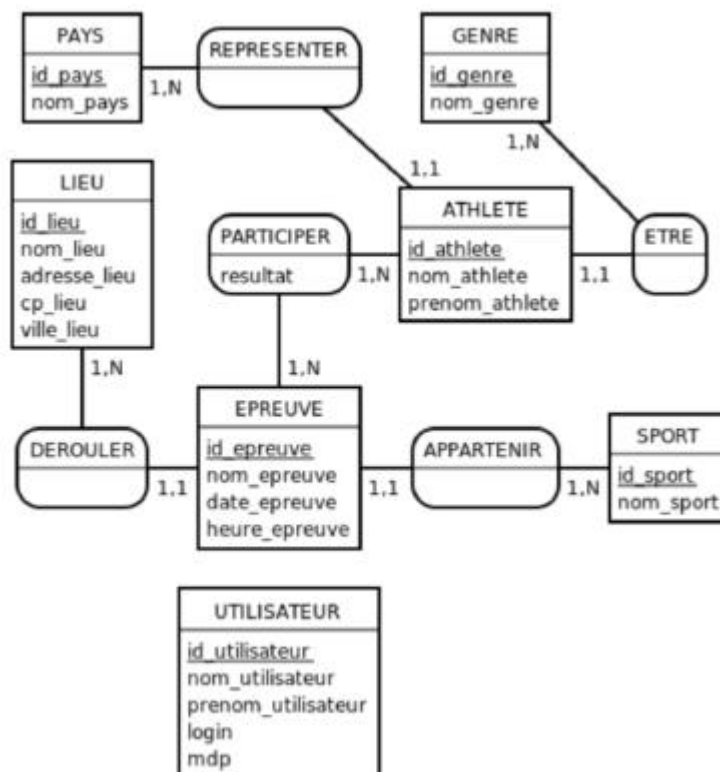 PAYS
id_pays
nom_pays
1,N
REPRESENTER
GENRE
id_genre
nom_genre
1,N
1,1
LIEU
id_lieu
nom_lieu
adresse_lieu
cp_lieu
ville_lieu
1,N
PARTICIPER
resultat
1,N
ATHLETE
id_athlete
nom_athlete
prenom_athlete
1,1
ETRE
1,N
DEROULER
1,1
EPREUVE
id_epreuve
nom_epreuve
date_epreuve
heure_epreuve
1,1
APPARTENIR
1,N
SPORT
id_sport
nom_sport
UTILISATEUR
id_utilisateur
nom_utilisateur
prenom_utilisateur
login
mdp